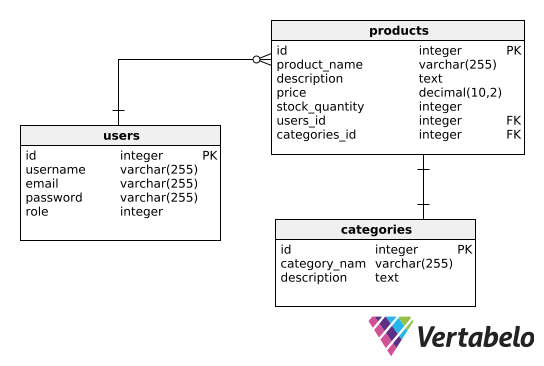 products
id integer PK
product_name varchar(255)
description text
price decimal(10,2)
stock_quantity integer
users_id integer FK
categories_id integer FK
users
id integer PK
username varchar(255)
email varchar(255)
password varchar(255)
role integer
categories
id integer PK
category_nam varchar(255)
description text
Vertabelo